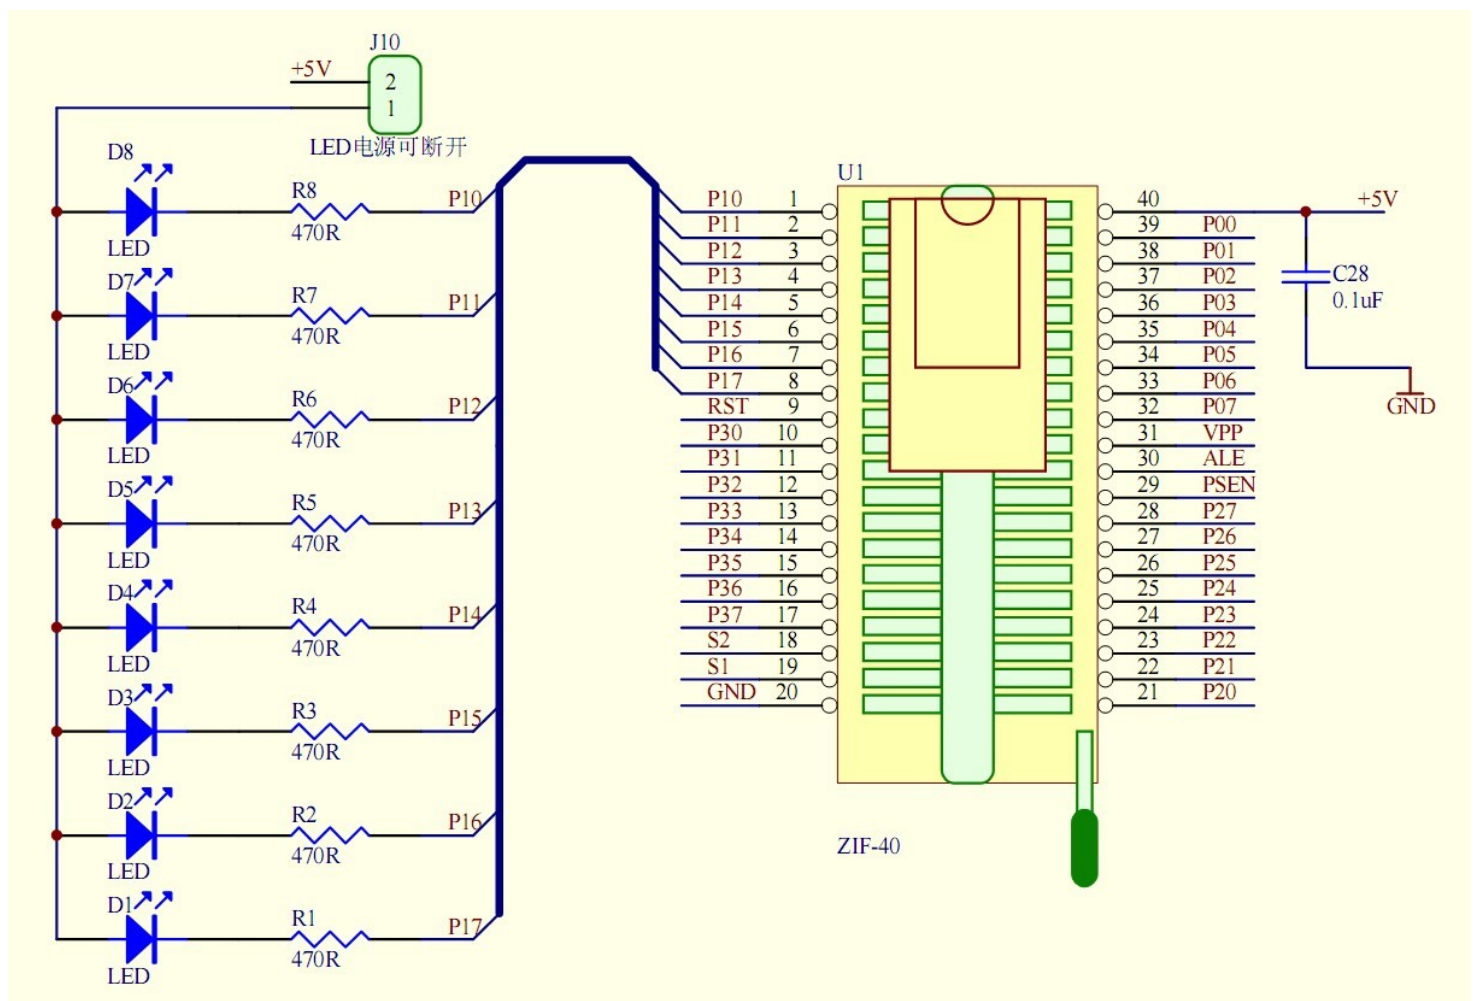 J10
+5V
2
1
LED电源可断开
D8
LED
R8
470R
P10
D7
LED
R7
470R
P11
D6
LED
R6
470R
P12
D5
LED
R5
470R
P13
D4
LED
R4
470R
P14
D3
LED
R3
470R
P15
D2
LED
R2
470R
P16
D1
LED
R1
470R
P17
U1
P10 1
P11 2
P12 3
P13 4
P14 5
P15 6
P16 7
P17 8
RST 9
P30 10
P31 11
P32 12
P33 13
P34 14
P35 15
P36 16
P37 17
S2 18
S1 19
GND 20
40 +5V
39 P00
38 P01
37 P02
36 P03
35 P04
34 P05
33 P06
32 P07
31 VPP
30 ALE
29 PSEN
28 P27
27 P26
26 P25
25 P24
24 P23
23 P22
22 P21
21 P20
C28
0.1uF
GND
ZIF-40